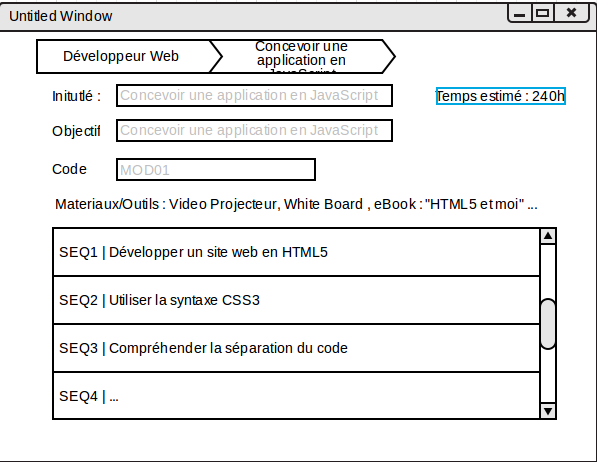 Untitled Window
Développeur Web
Concevoir une
application en
JavaScript
Initutlé :
Concevoir une application en JavaScript
Temps estimé : 240h
Objectif
Concevoir une application en JavaScript
Code
MOD01
Materiaux/Outils : Video Projecteur, White Board , eBook : "HTML5 et moi" ...
SEQ1 | Développer un site web en HTML5
SEQ2 | Utiliser la syntaxe CSS3
SEQ3 | Compréhender la séparation du code
SEQ4 | ...